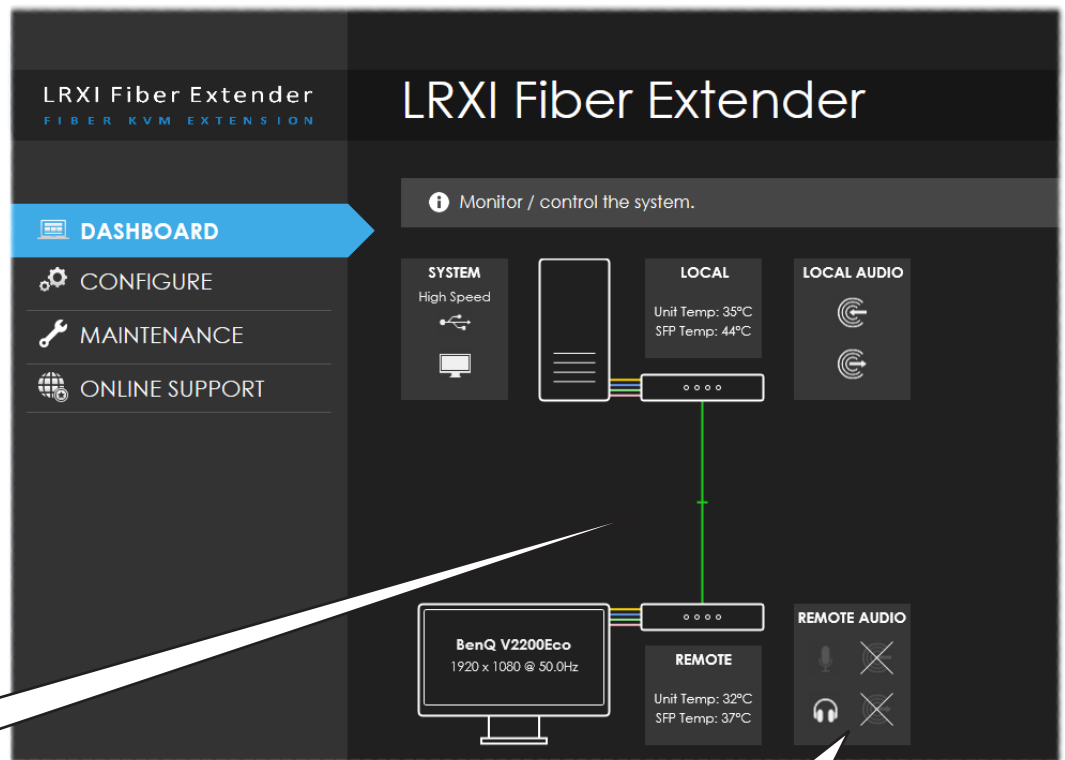 LRXI Fiber Extender
FIBER KVM EXTENSION
LRXI Fiber Extender
Monitor / control the system.
DASHBOARD
CONFIGURE
MAINTENANCE
ONLINE SUPPORT
SYSTEM
High Speed
LOCAL
Unit Temp: 35°C
SFP Temp: 44°C
LOCAL AUDIO
BenQ V2200Eco
1920 x 1080 @ 50.0Hz
REMOTE
Unit Temp: 32°C
SFP Temp: 37°C
REMOTE AUDIO